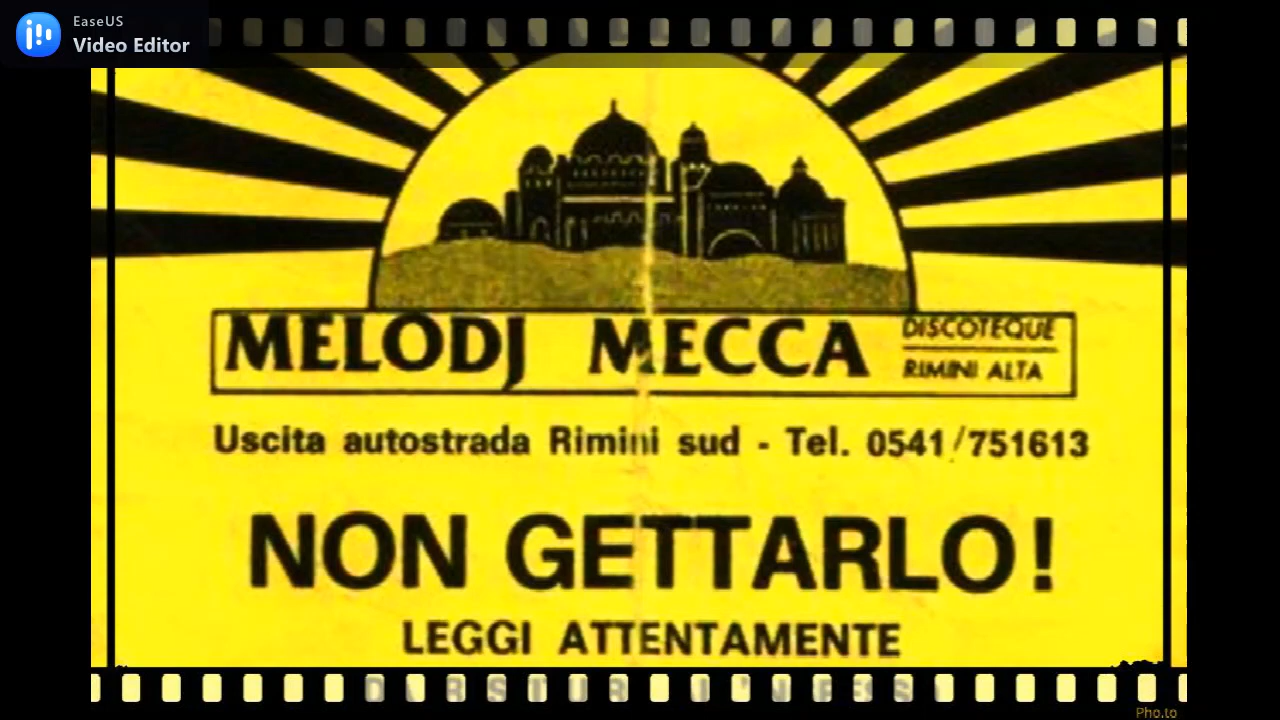 EaseUS
Video Editor
MELODJ MECCA
DISCOTEQUE
RIMINI ALTA
Uscita autostrada Rimini sud - Tel. 0541/751613
NON GETTARLO!
LEGGI ATTENTAMENTE
Pho.to